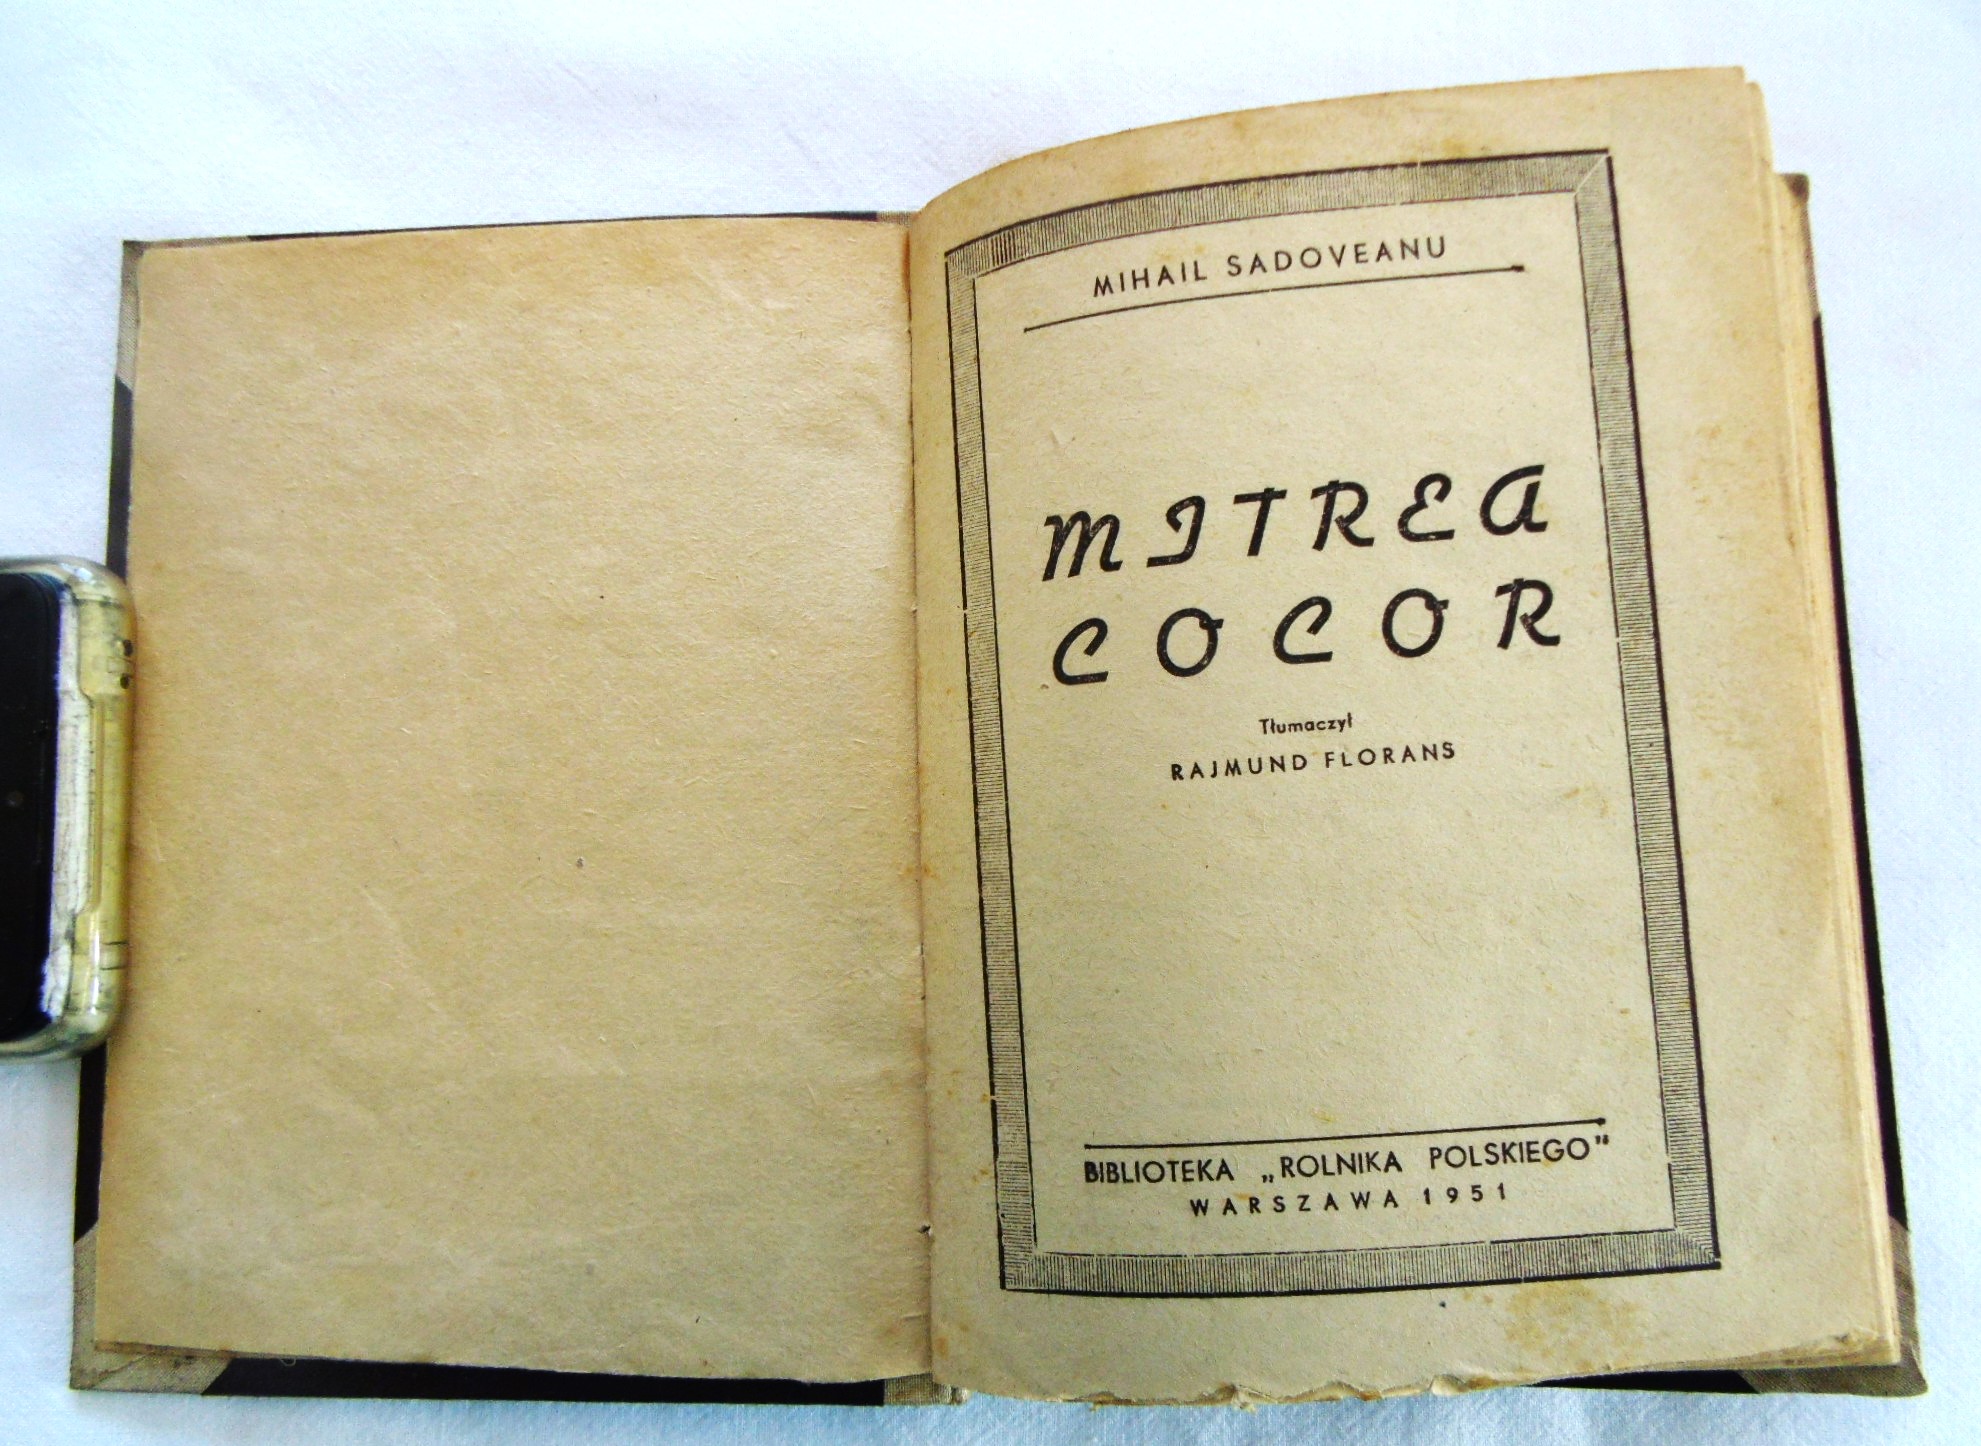 MIHAIL SADOVEANU
MITREA
COCOR
Tłumaczył
RAJMUND FLORANS
BIBLIOTEKA „ROLNIKA POLSKIEGO”
WARSZAWA 1951